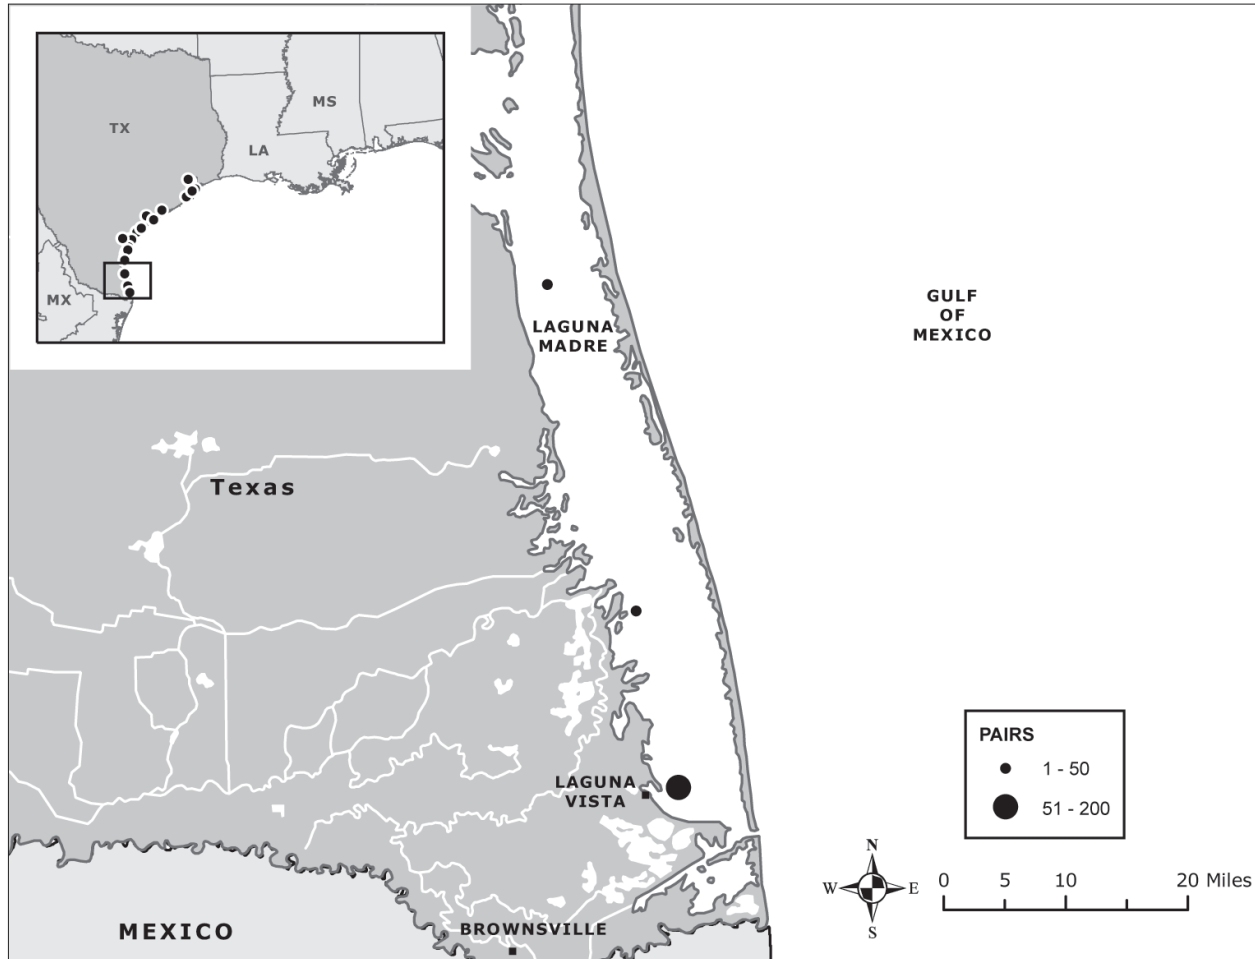 TX
MS
LA
MX
GULF
OF
MEXICO
LAGUNA
MADRE
Texas
LAGUNA
VISTA
PAIRS
1 - 50
51 - 200
N
W E
S
0 5 10 20 Miles
MEXICO
BROWNSVILLE